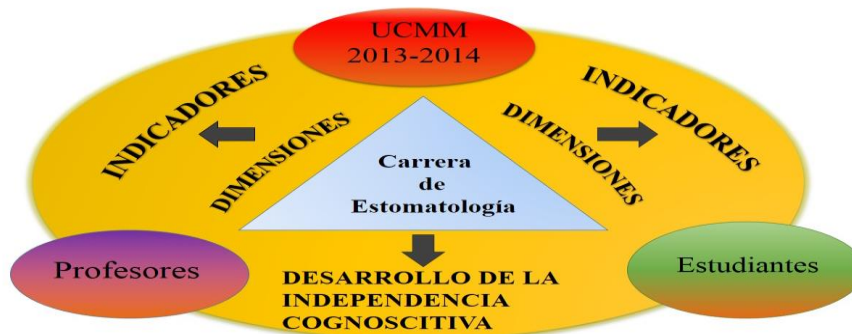 UCMM
2013-2014
INDICADORES
INDICADORES
DIMENSIONES
DIMENSIONES
Carrera
de
Estomatología
Profesores
Estudiantes
DESARROLLO DE LA
INDEPENDENCIA
COGNOSCITIVA